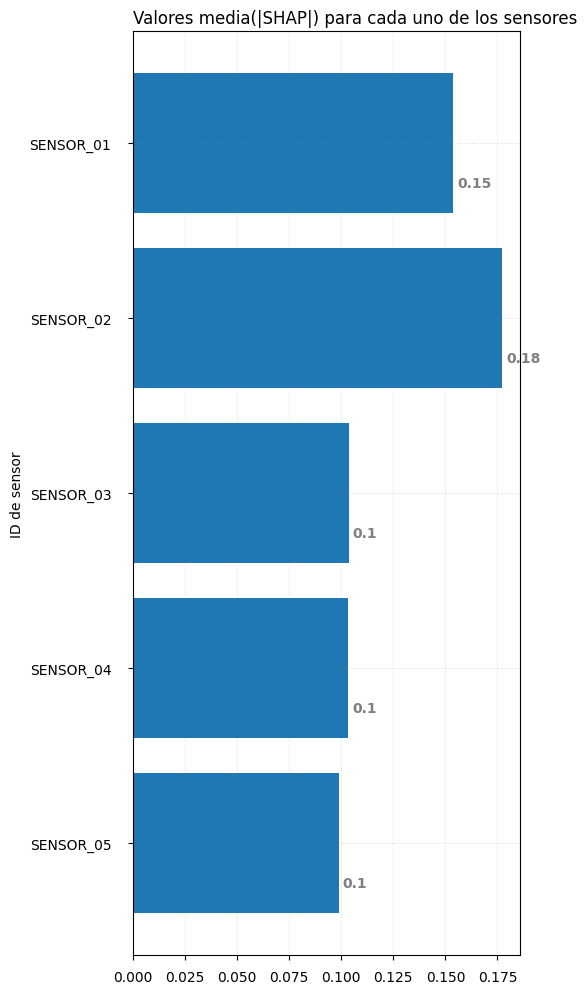 Valores media(|SHAP|) para cada uno de los sensores
ID de sensor
SENSOR_01
0.15
SENSOR_02
0.18
SENSOR_03
0.1
SENSOR_04
0.1
SENSOR_05
0.1
0.000 0.025 0.050 0.075 0.100 0.125 0.150 0.175